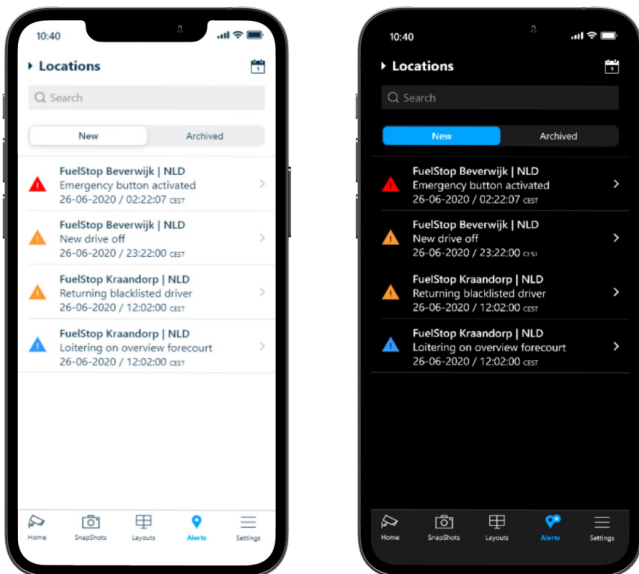 10:40
Locations
1
Search
New
Archived
FuelStop Beverwijk | NLD
Emergency button activated
26-06-2020 / 02:22:07 CEST
FuelStop Beverwijk | NLD
New drive off
26-06-2020 / 23:22:00 CEST
FuelStop Kraandorp | NLD
Returning blacklisted driver
26-06-2020 / 12:02:00 CEST
FuelStop Kraandorp | NLD
Loitering on overview forecourt
26-06-2020 / 12:02:00 CEST
Home
SnapShots
Layouts
Alerts
Settings
10:40
Locations
1
Search
New
Archived
FuelStop Beverwijk | NLD
Emergency button activated
26-06-2020 / 02:22:07 CEST
FuelStop Beverwijk | NLD
New drive off
26-06-2020 / 23:22:00 CEST
FuelStop Kraandorp | NLD
Returning blacklisted driver
26-06-2020 / 12:02:00 CEST
FuelStop Kraandorp | NLD
Loitering on overview forecourt
26-06-2020 / 12:02:00 CEST
Home
SnapShots
Layouts
Alerts
Settings